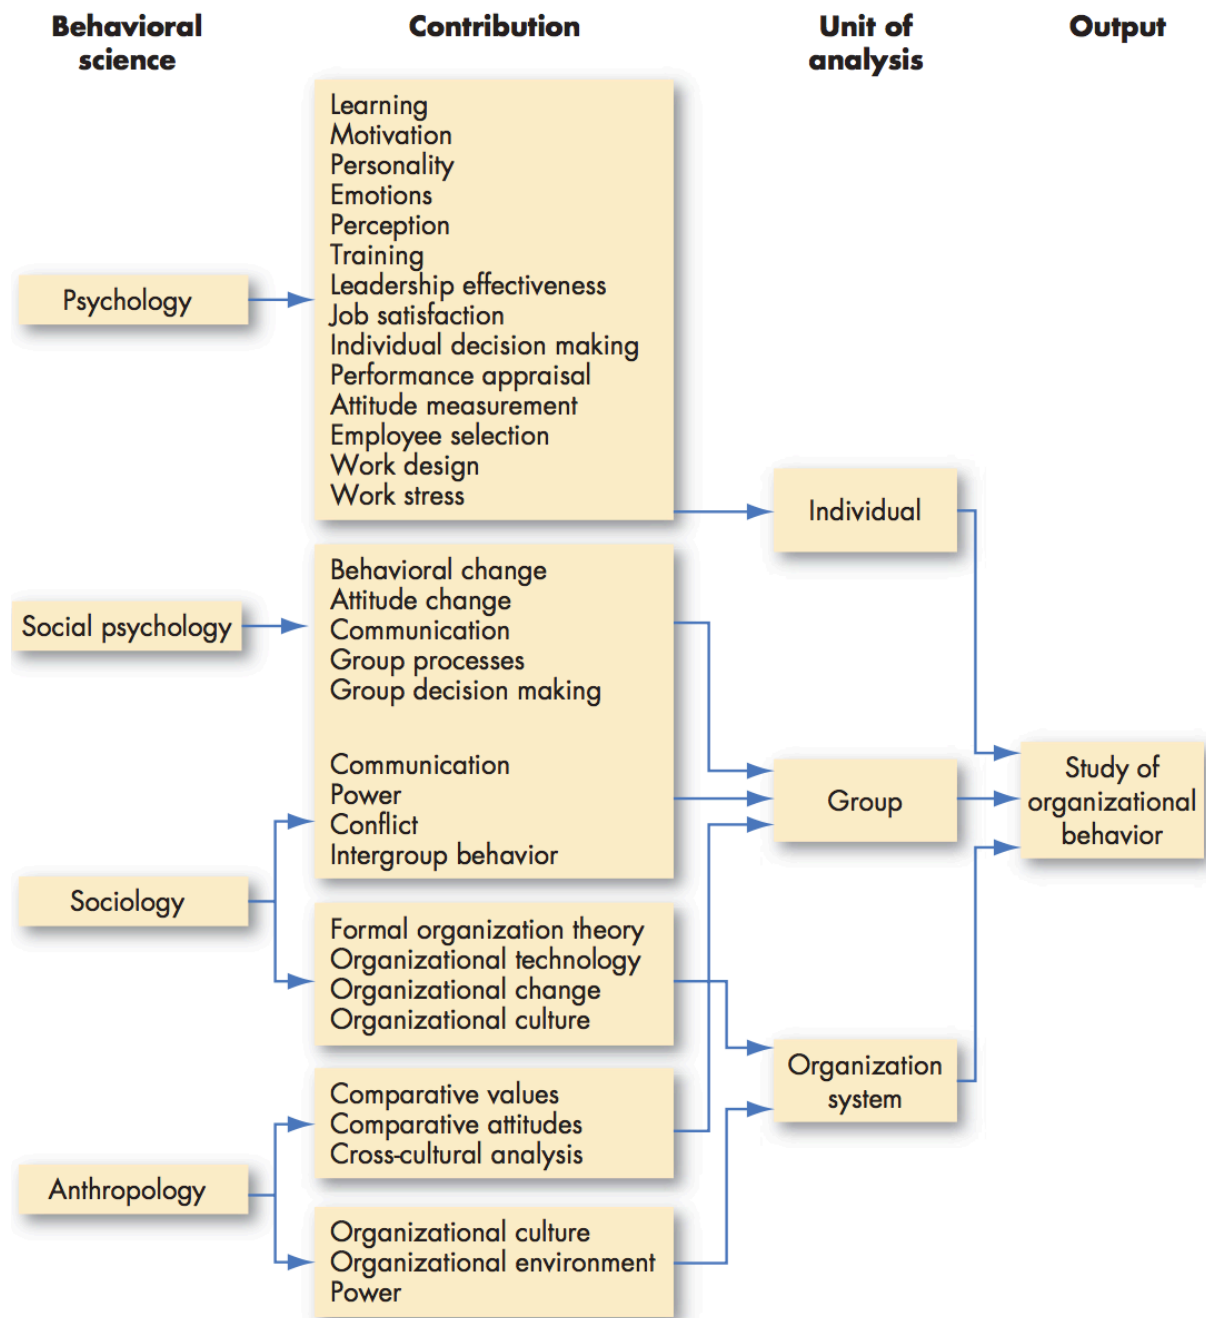 Behavioral
science
Contribution
Unit of
analysis
Output
Psychology
Learning
Motivation
Personality
Emotions
Perception
Training
Leadership effectiveness
Job satisfaction
Individual decision making
Performance appraisal
Attitude measurement
Employee selection
Work design
Work stress
Individual
Social psychology
Behavioral change
Attitude change
Communication
Group processes
Group decision making
Communication
Power
Conflict
Intergroup behavior
Group
Study of
organizational
behavior
Sociology
Formal organization theory
Organizational technology
Organizational change
Organizational culture
Organization
system
Anthropology
Comparative values
Comparative attitudes
Cross-cultural analysis
Organizational culture
Organizational environment
Power